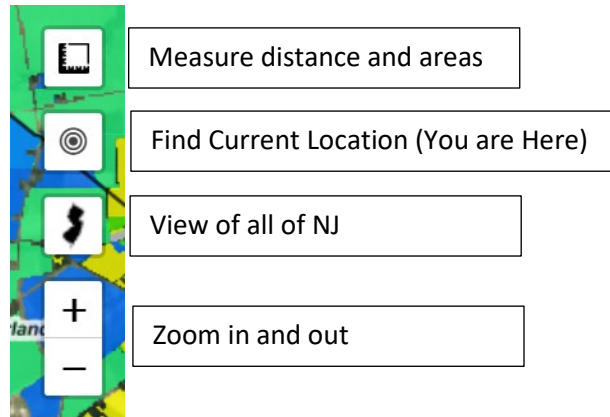 Measure distance and areas
Find Current Location (You are Here)
View of all of NJ
+
Zoom in and out
−